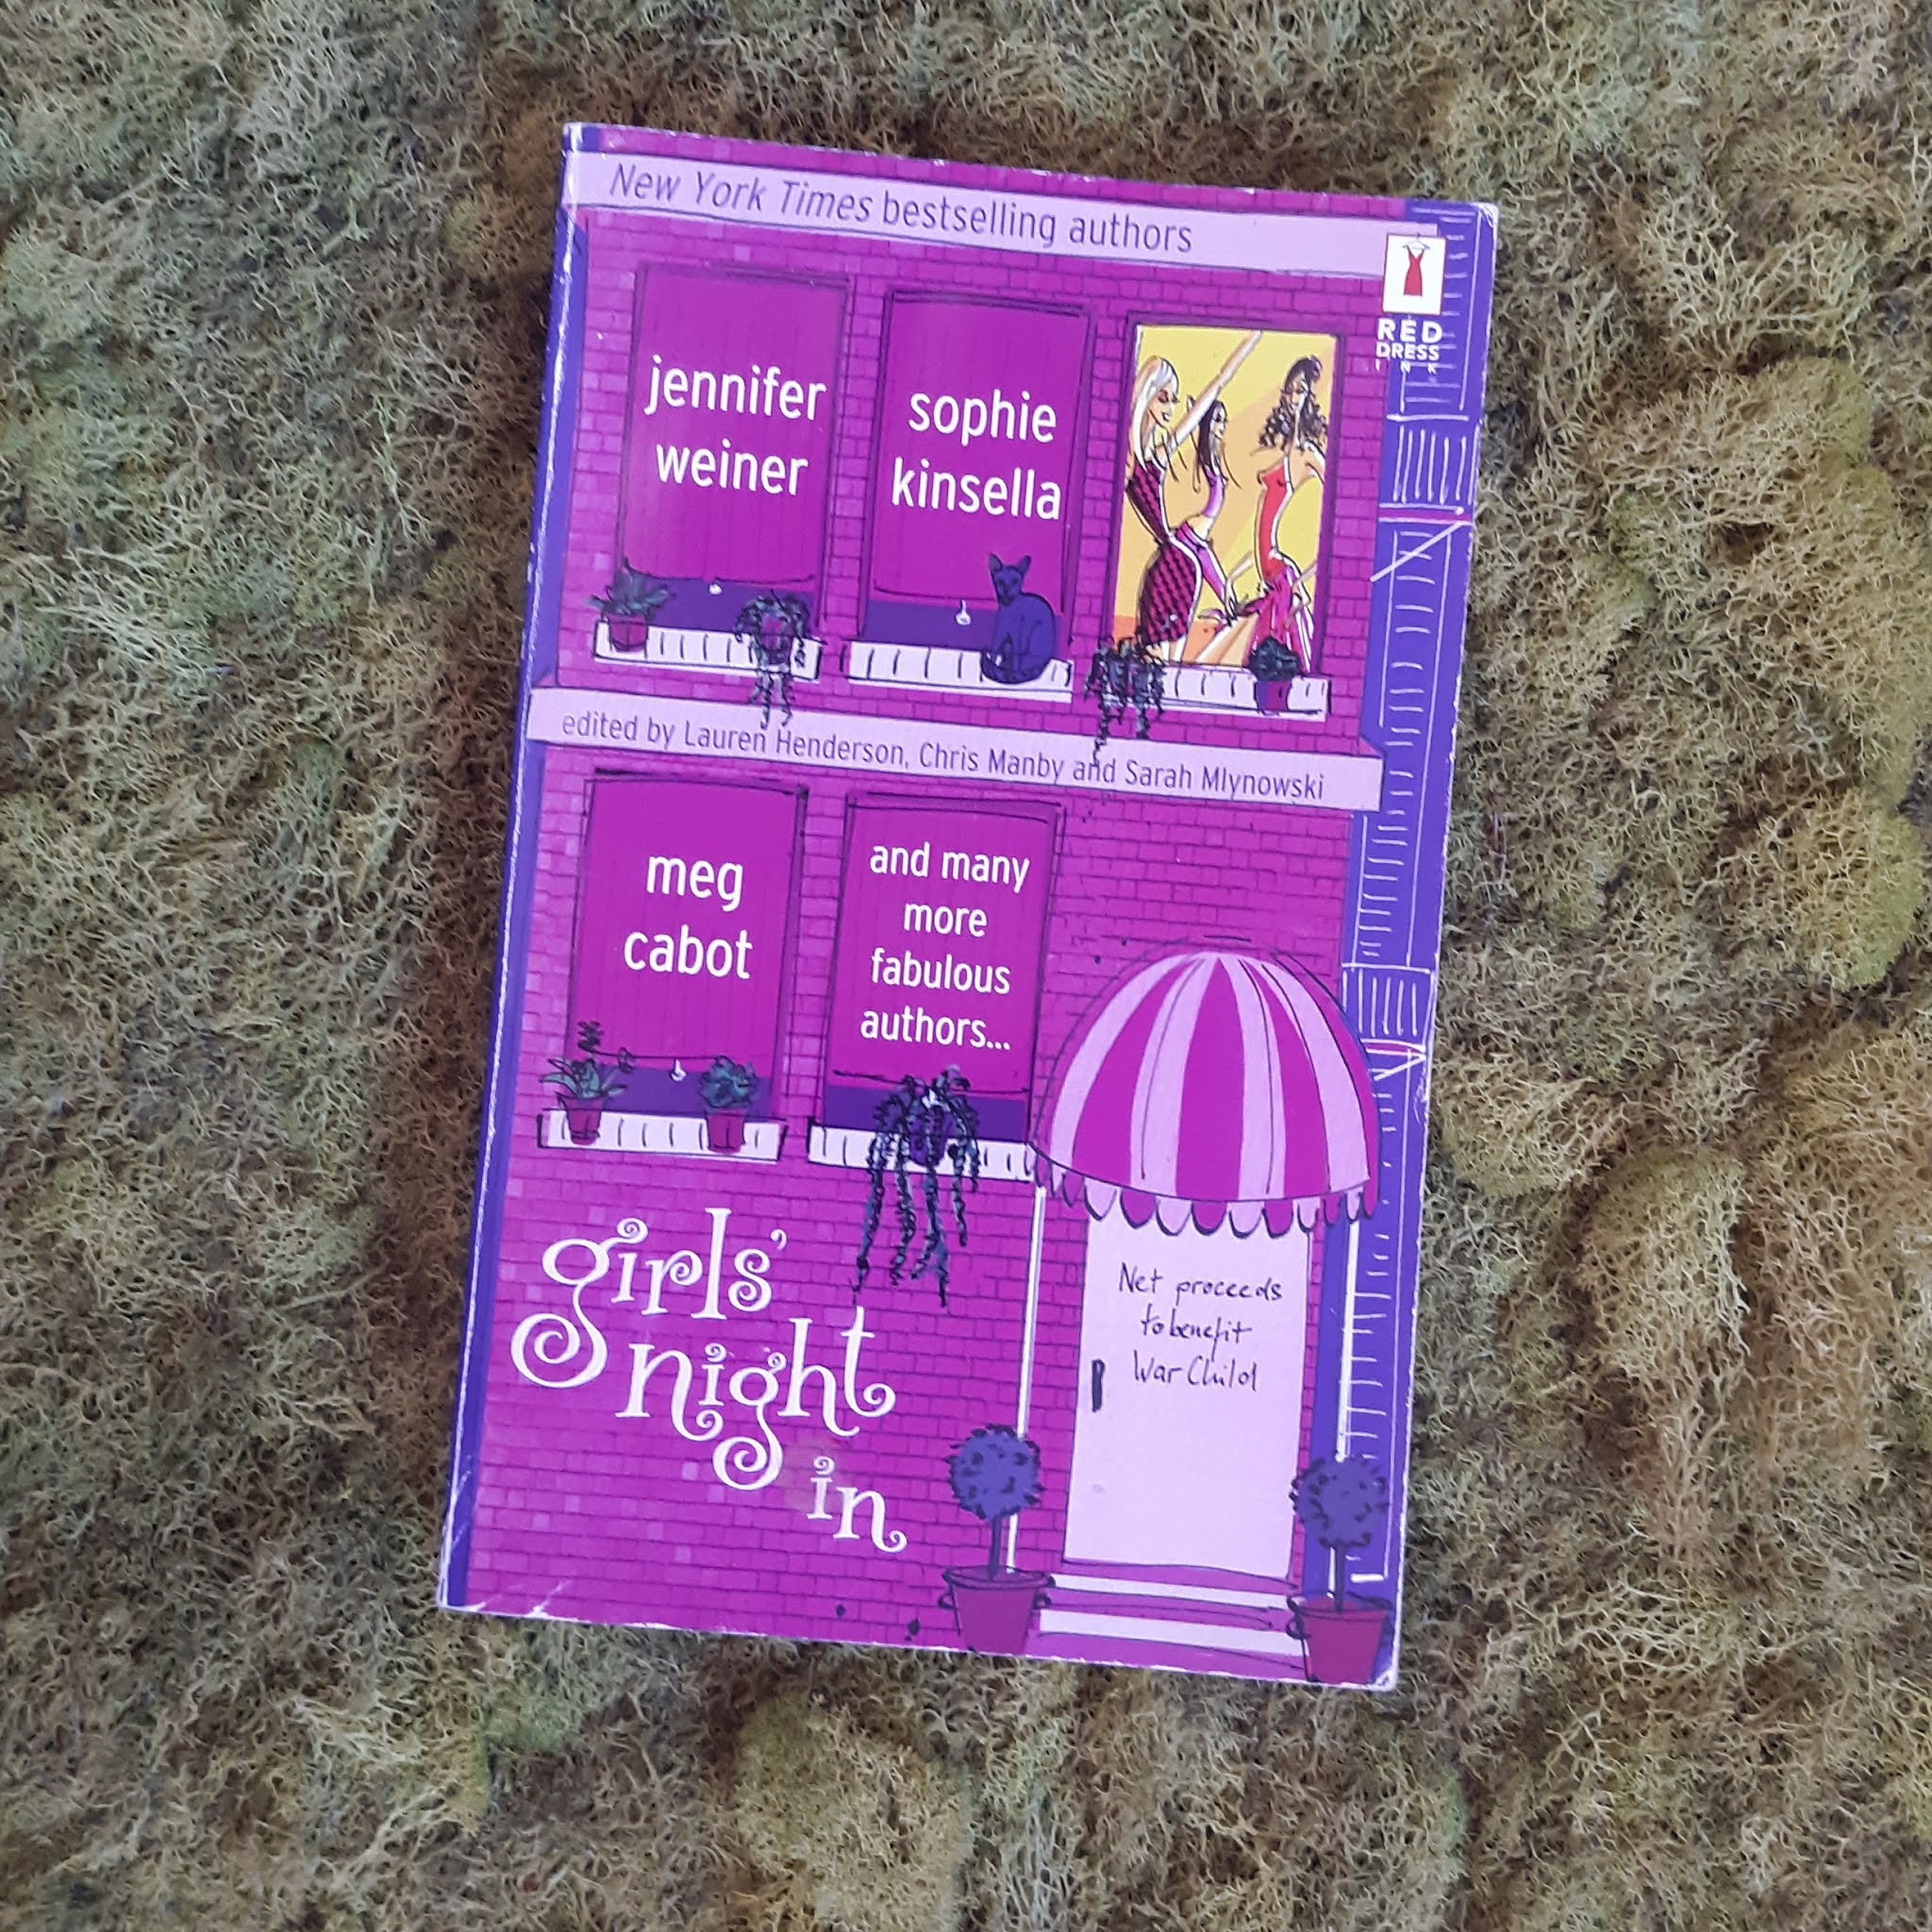 New York Times bestselling authors
RED
DRESS
INK
jennifer
weiner
sophie
kinsella
edited by Lauren Henderson, Chris Manby and Sarah Mlynowski
meg
cabot
and many
more
fabulous
authors...
girls'
night
in
Net proceeds
to benefit
War Child